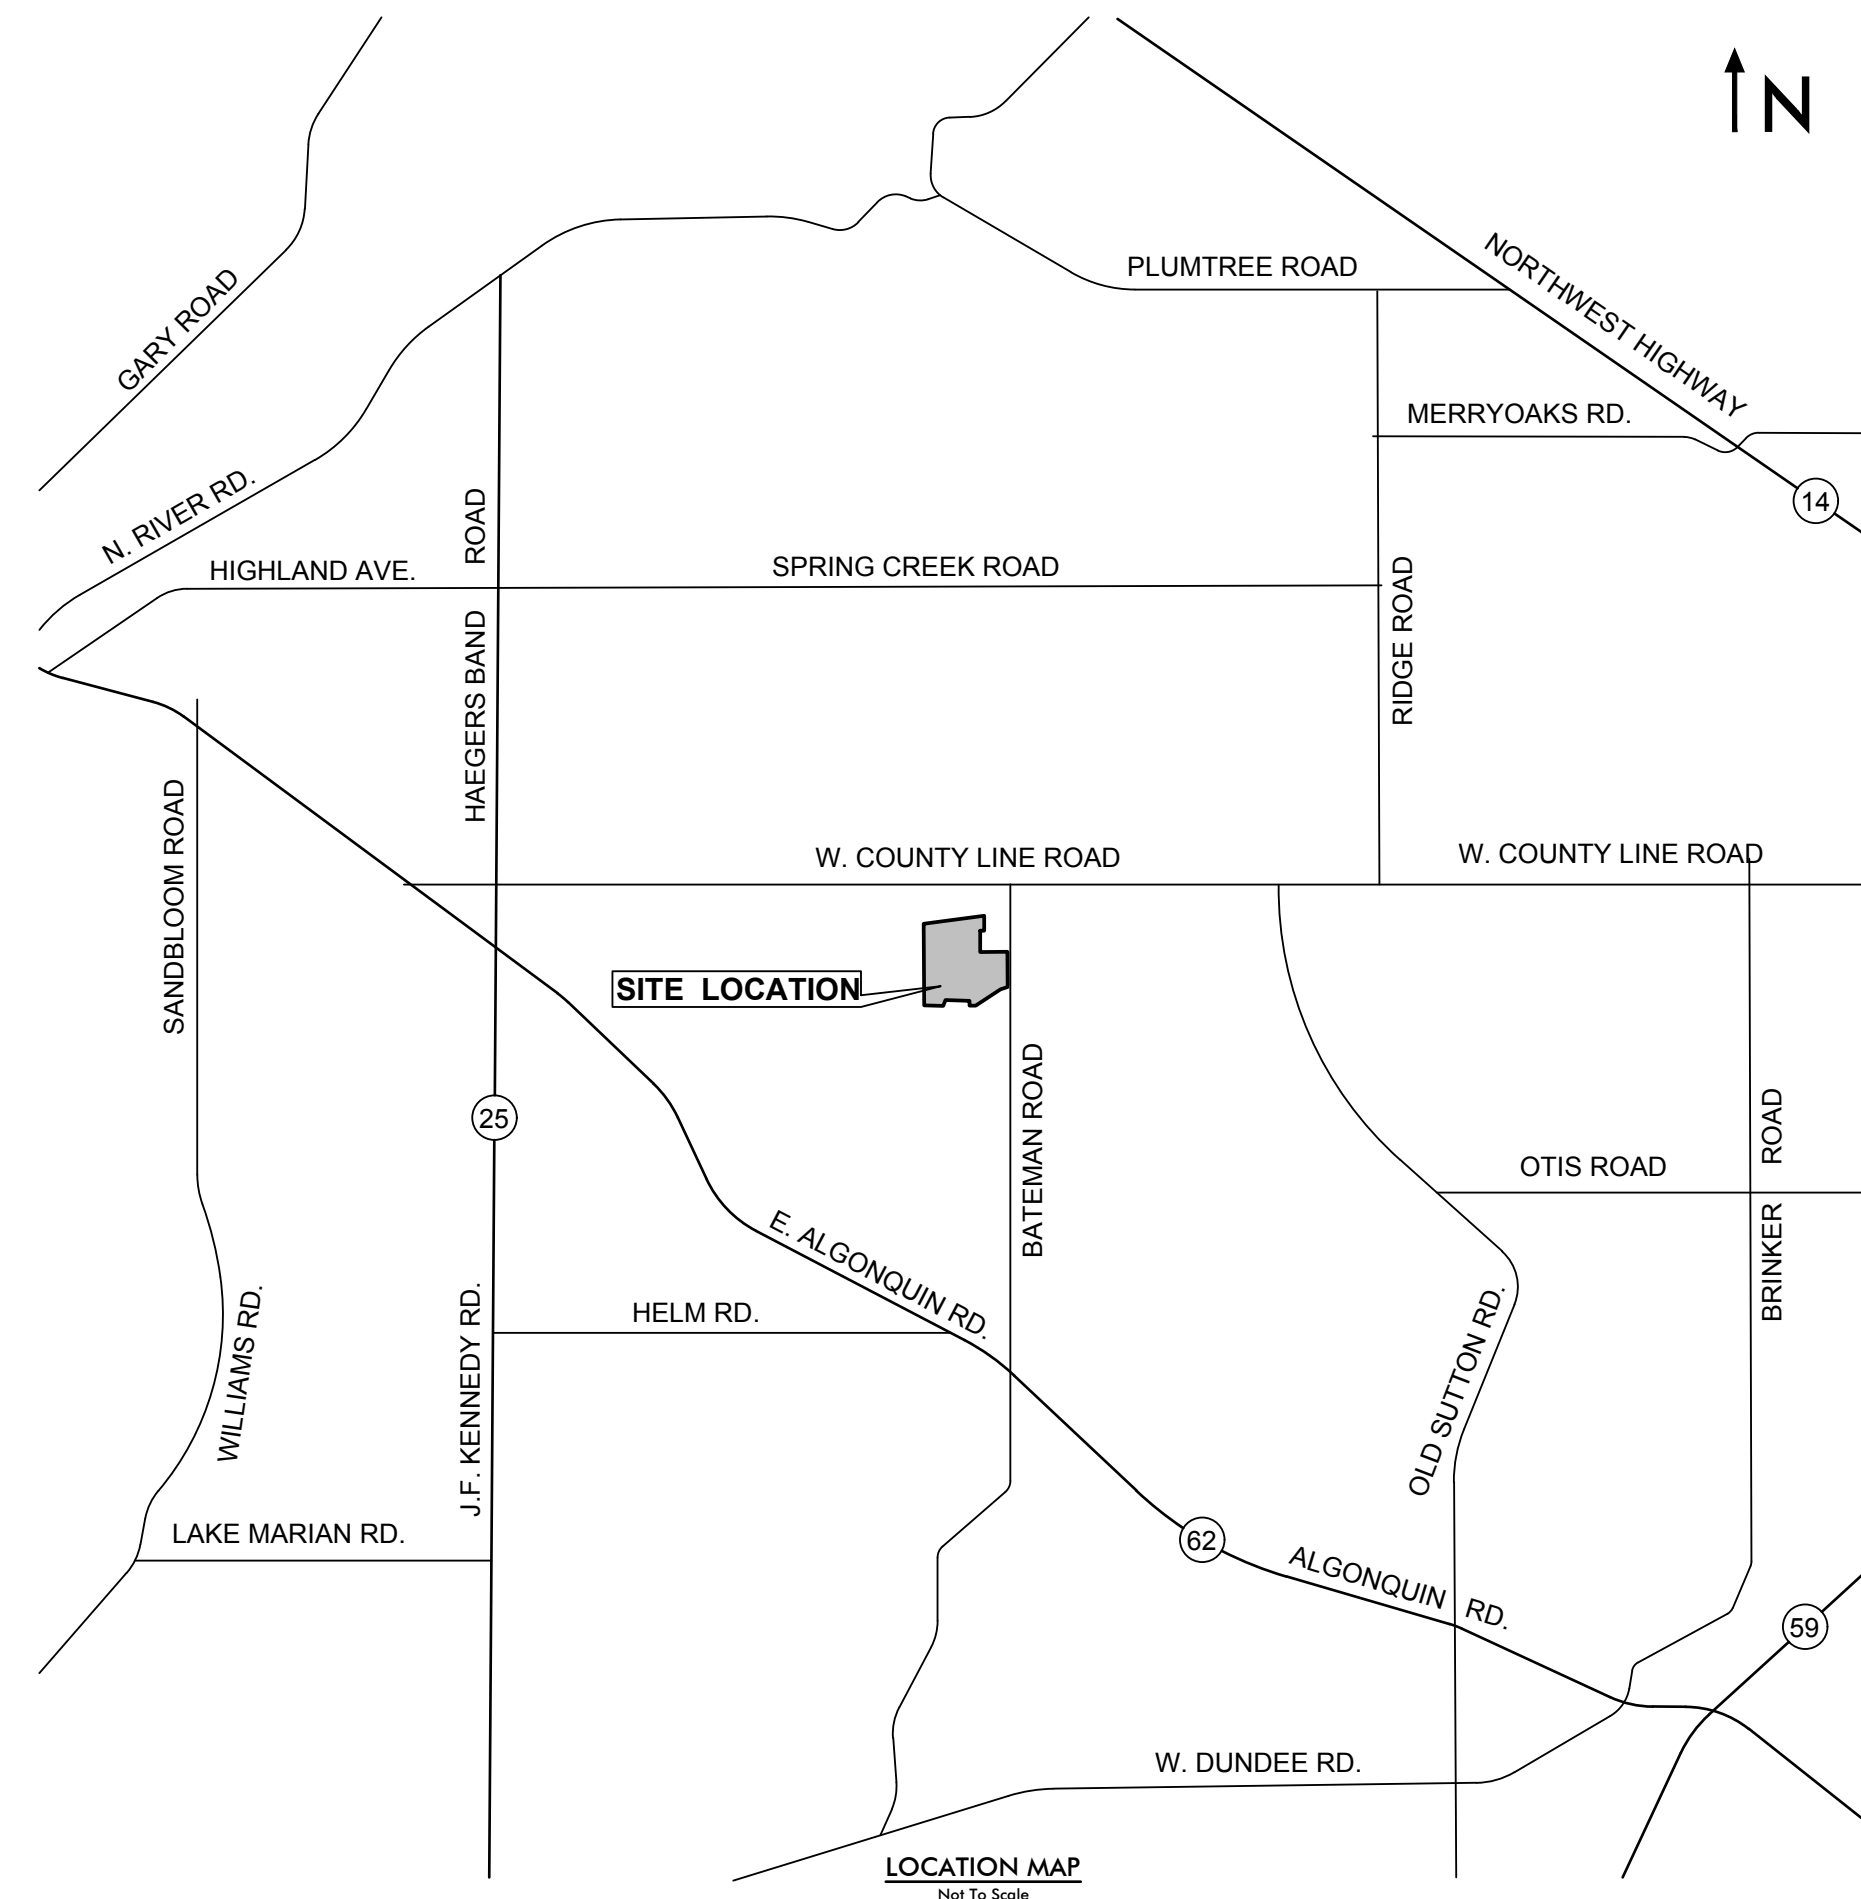 N
PLUMTREE ROAD
NORTHWEST HIGHWAY
GARY ROAD
MERRYOAKS RD.
14
N. RIVER RD.
HIGHLAND AVE.
HAEGERS BAND ROAD
SPRING CREEK ROAD
RIDGE ROAD
SANDBLOOM ROAD
W. COUNTY LINE ROAD
W. COUNTY LINE ROAD
SITE LOCATION
25
BATEMAN ROAD
OTIS ROAD
BRINKER ROAD
E. ALGONQUIN RD.
HELM RD.
WILLIAMS RD.
J.F. KENNEDY RD.
OLD SUTTON RD.
LAKE MARIAN RD.
62
ALGONQUIN RD.
59
W. DUNDEE RD.
LOCATION MAP
Not To Scale